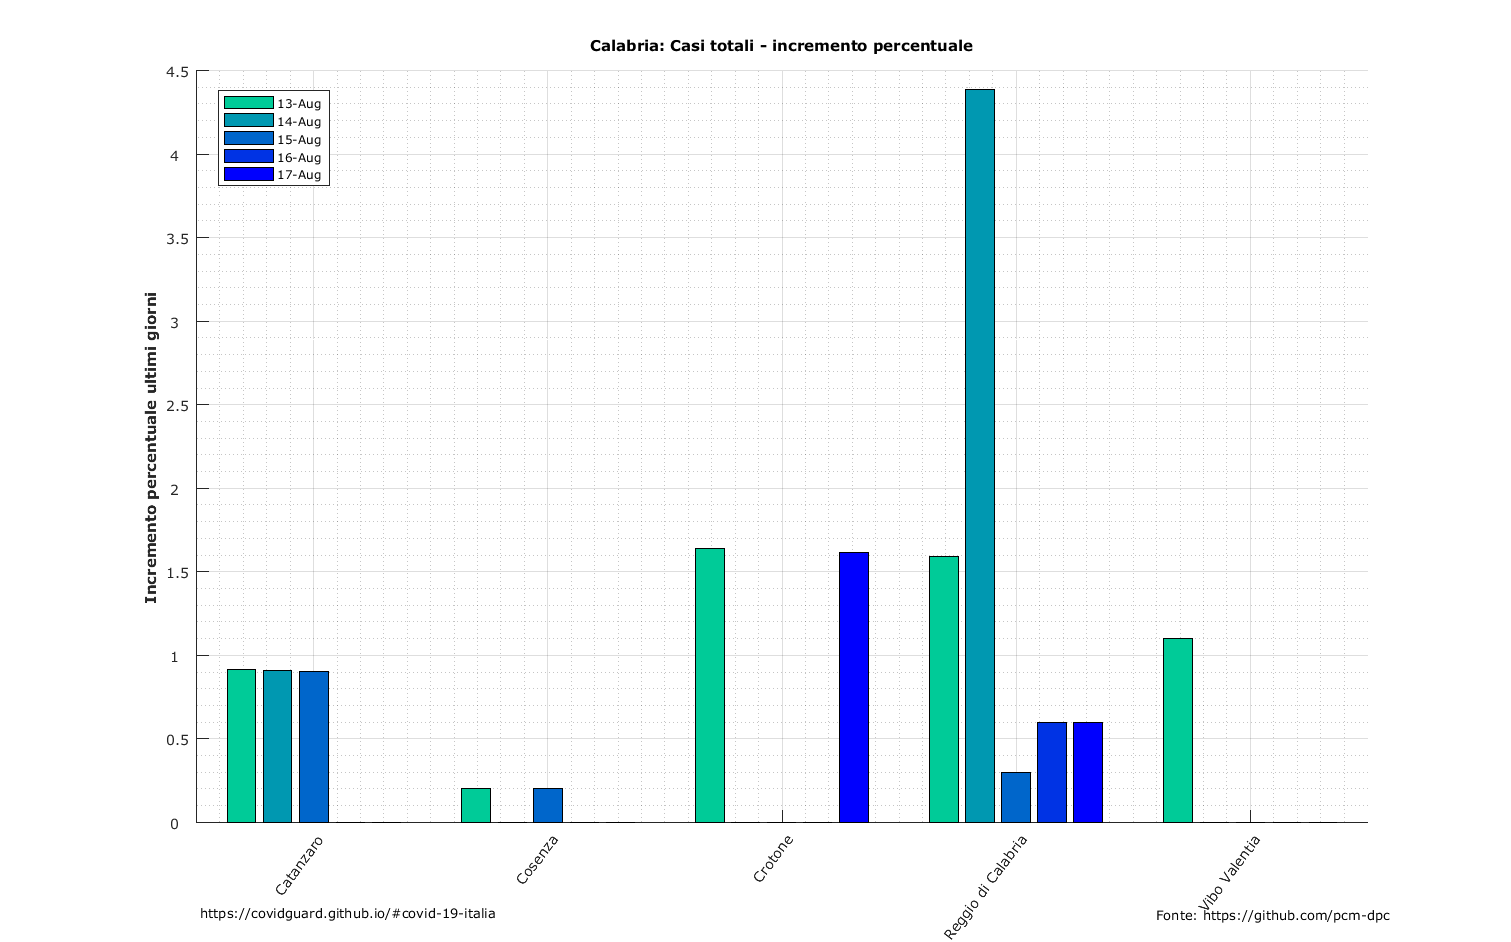 Calabria: Casi totali - incremento percentuale
Incremento percentuale ultimi giorni
4.5
4
3.5
3
2.5
2
1.5
1
0.5
0
13-Aug
14-Aug
15-Aug
16-Aug
17-Aug
Catanzaro
Cosenza
Crotone
Reggio di Calabria
Vibo Valentia
https://covidguard.github.io/#covid-19-italia
Fonte: https://github.com/pcm-dpc